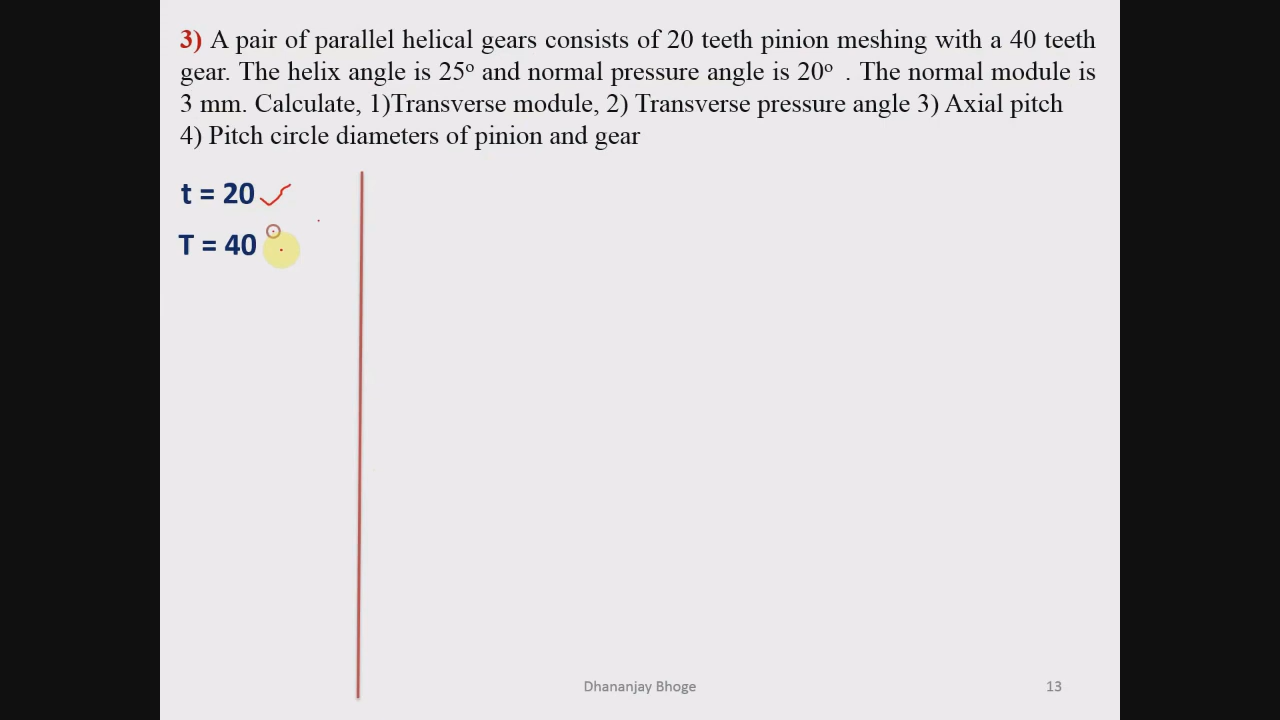 3) A pair of parallel helical gears consists of 20 teeth pinion meshing with a 40 teeth
gear. The helix angle is 25º and normal pressure angle is 20º . The normal module is
3 mm. Calculate, 1)Transverse module, 2) Transverse pressure angle 3) Axial pitch
4) Pitch circle diameters of pinion and gear
t = 20
T = 40
Dhananjay Bhoge
13